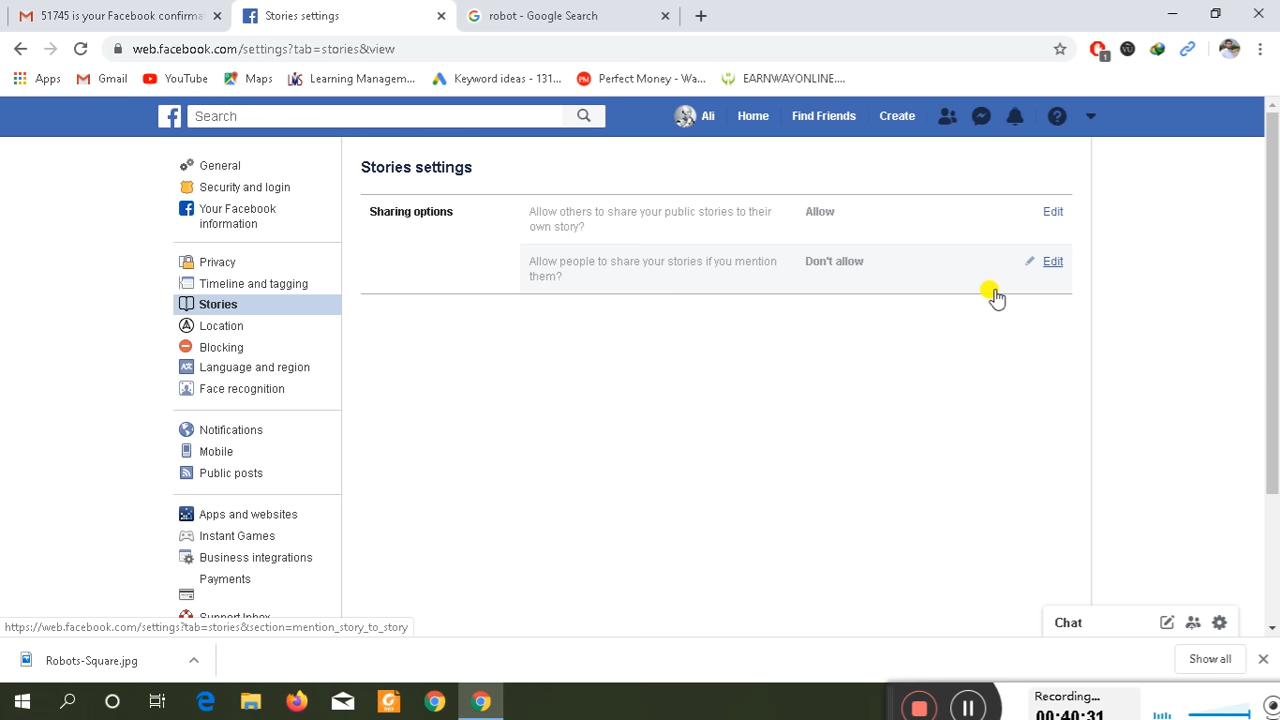 51745 is your Facebook confirma
Stories settings
robot - Google Search
web.facebook.com/settings?tab=stories&view
1
Apps
Gmail
YouTube
Maps
Learning Managem...
Keyword ideas - 131...
Perfect Money - Wa...
EARNWAYONLINE....
Search
Ali
Home
Find Friends
Create
General
Security and login
Your Facebook
information
Privacy
Timeline and tagging
Stories
Location
Blocking
Language and region
Face recognition
Notifications
Mobile
Public posts
Apps and websites
Instant Games
Business integrations
Payments
Support Inbox
Stories settings
Sharing options
Allow others to share your public stories to their
own story?
Allow
Edit
Allow people to share your stories if you mention
them?
Don't allow
Edit
Chat
https://web.facebook.com/settings?tab=stories&section=mention_story_to_story
Robots-Square.jpg
Show all
Recording...
00:40:31